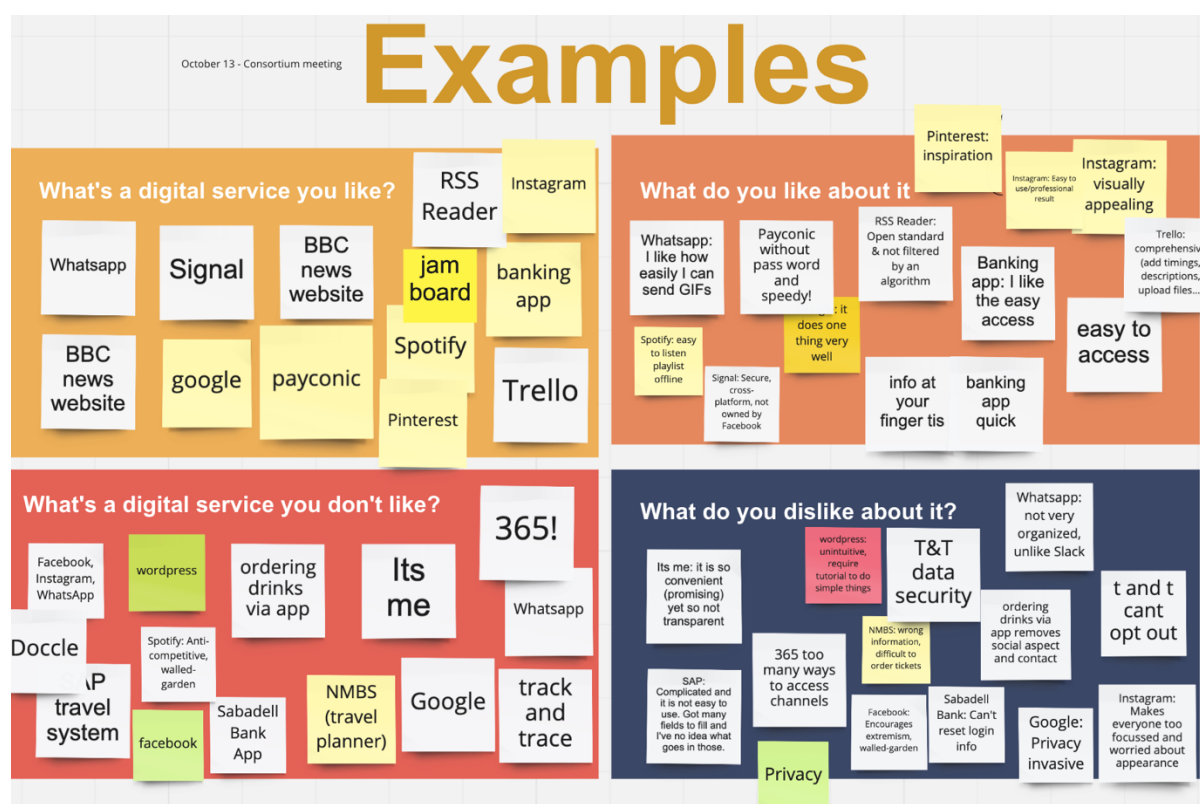 October 13 - Consortium meeting
Examples
What's a digital service you like?
RSS
Reader
Instagram
Whatsapp
Signal
BBC
news
website
jam
board
banking
app
BBC
news
website
google
payconic
Spotify
Pinterest
Trello
What do you like about it
Pinterest:
inspiration
Instagram: Easy to
use/professional
result
Instagram:
visually
appealing
Whatsapp:
I like how
easily I can
send GIFs
Payconic
without
pass word
and
speedy!
RSS Reader:
Open standard
& not filtered
by an
algorithm
Banking
app: I like
the easy
access
Trello:
comprehensiv
(add timings,
descriptions,
upload files...
Spotify: easy
to listen
playlist
offline
Signal: Secure,
cross-
platform, not
owned by
Facebook
: it
does one
thing very
well
info at
your
finger tis
banking
app
quick
easy to
access
What's a digital service you don't like?
365!
Facebook,
Instagram,
WhatsApp
wordpress
ordering
drinks
via app
Its
me
Whatsapp
Doccle
Spotify: Anti-
competitive,
walled-
garden
AP
travel
system
facebook
Sabadell
Bank
App
NMBS
(travel
planner)
Google
track
and
trace
What do you dislike about it?
Whatsapp:
not very
organized,
unlike Slack
Its me: it is so
convenient
(promising)
yet so not
transparent
wordpress:
unintuitive,
require
tutorial to do
simple things
T&T
data
security
ordering
drinks via
app removes
social aspect
and contact
t and t
cant
opt out
NMBS: wrong
information,
difficult to
order tickets
365 too
many ways
to access
channels
SAP:
Complicated and
it is not easy to
use. Got many
fields to fill and
I've no idea what
goes in those.
Privacy
Facebook:
Encourages
extremism,
walled-garden
Sabadell
Bank: Can't
reset login
info
Google:
Privacy
invasive
Instagram:
Makes
everyone too
focussed and
worried about
appearance